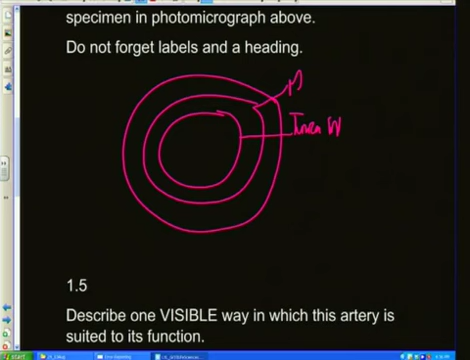 specimen in photomicrograph above.
Do not forget labels and a heading.
M
Inner W
1.5
Describe one VISIBLE way in which this artery is
suited to its function.
start